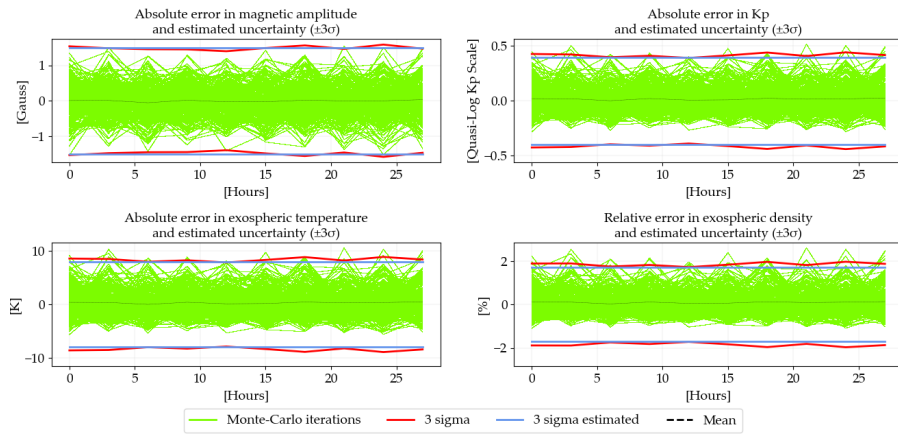 Absolute error in magnetic amplitude
and estimated uncertainty (±3σ)
[Gauss]
1
0
−1
0
5
10
15
20
25
[Hours]
Absolute error in Kp
and estimated uncertainty (±3σ)
[Quasi-Log Kp Scale]
0.5
0.0
−0.5
0
5
10
15
20
25
[Hours]
Absolute error in exospheric temperature
and estimated uncertainty (±3σ)
[K]
10
0
−10
0
5
10
15
20
25
[Hours]
Relative error in exospheric density
and estimated uncertainty (±3σ)
[%]
2
0
−2
0
5
10
15
20
25
[Hours]
Monte-Carlo iterations
3 sigma
3 sigma estimated
Mean